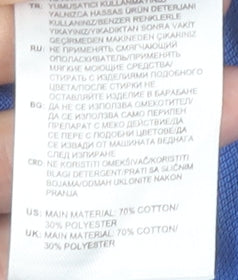 TR: YUMUŞATICI KULLANMAYINIZ/
YALNIZCA HASSAS ÜRÜN DETERJANI
KULLANINIZ/BENZER RENKLERLE
YIKAYINIZ/YIKADIKTAN SONRA VAKİT
GEÇİRMEDEN MAKİNEDEN ÇIKARINIZ
RU: НЕ ПРИМЕНЯТЬ СМЯГЧАЮЩИЙ
ОПОЛАСКИВАТЕЛЬ/ПРИМЕНЯТЬ
МЯГКИЕ МОЮЩИЕ СРЕДСТВА/
СТИРАТЬ С ИЗДЕЛИЯМИ ПОДОБНОГО
ЦВЕТА/ПОСЛЕ СТИРКИ НЕ
ОСТАВЛЯЙТЕ ИЗДЕЛИЕ В БАРАБАНЕ
BG: ДА НЕ СЕ ИЗПОЛЗВА ОМЕКОТИТЕЛ/
ДА СЕ ИЗПОЛЗВА САМО ПЕРИЛЕН
ПРЕПАРАТ С МЕКО ДЕЙСТВИЕ/ДА
СЕ ПЕРЕ С ПОДОБНИ ЦВЕТОВЕ/ДА
СЕ ИЗВАДИ ОТ МАШИНАТА ВЕДНАГА
СЛЕД ИЗПИРАНЕ
CRO: NE KORISTITI OMEKŠIVAČ/KORISTITI
BLAGI DETERGENT/PRATI SA SLIČNIM
BOJAMA/ODMAH UKLONITE NAKON
PRANJA
US: MAIN MATERIAL: 70% COTTON/
30% POLYESTER
UK: MAIN MATERIAL: 70% COTTON/
30% POLYESTER